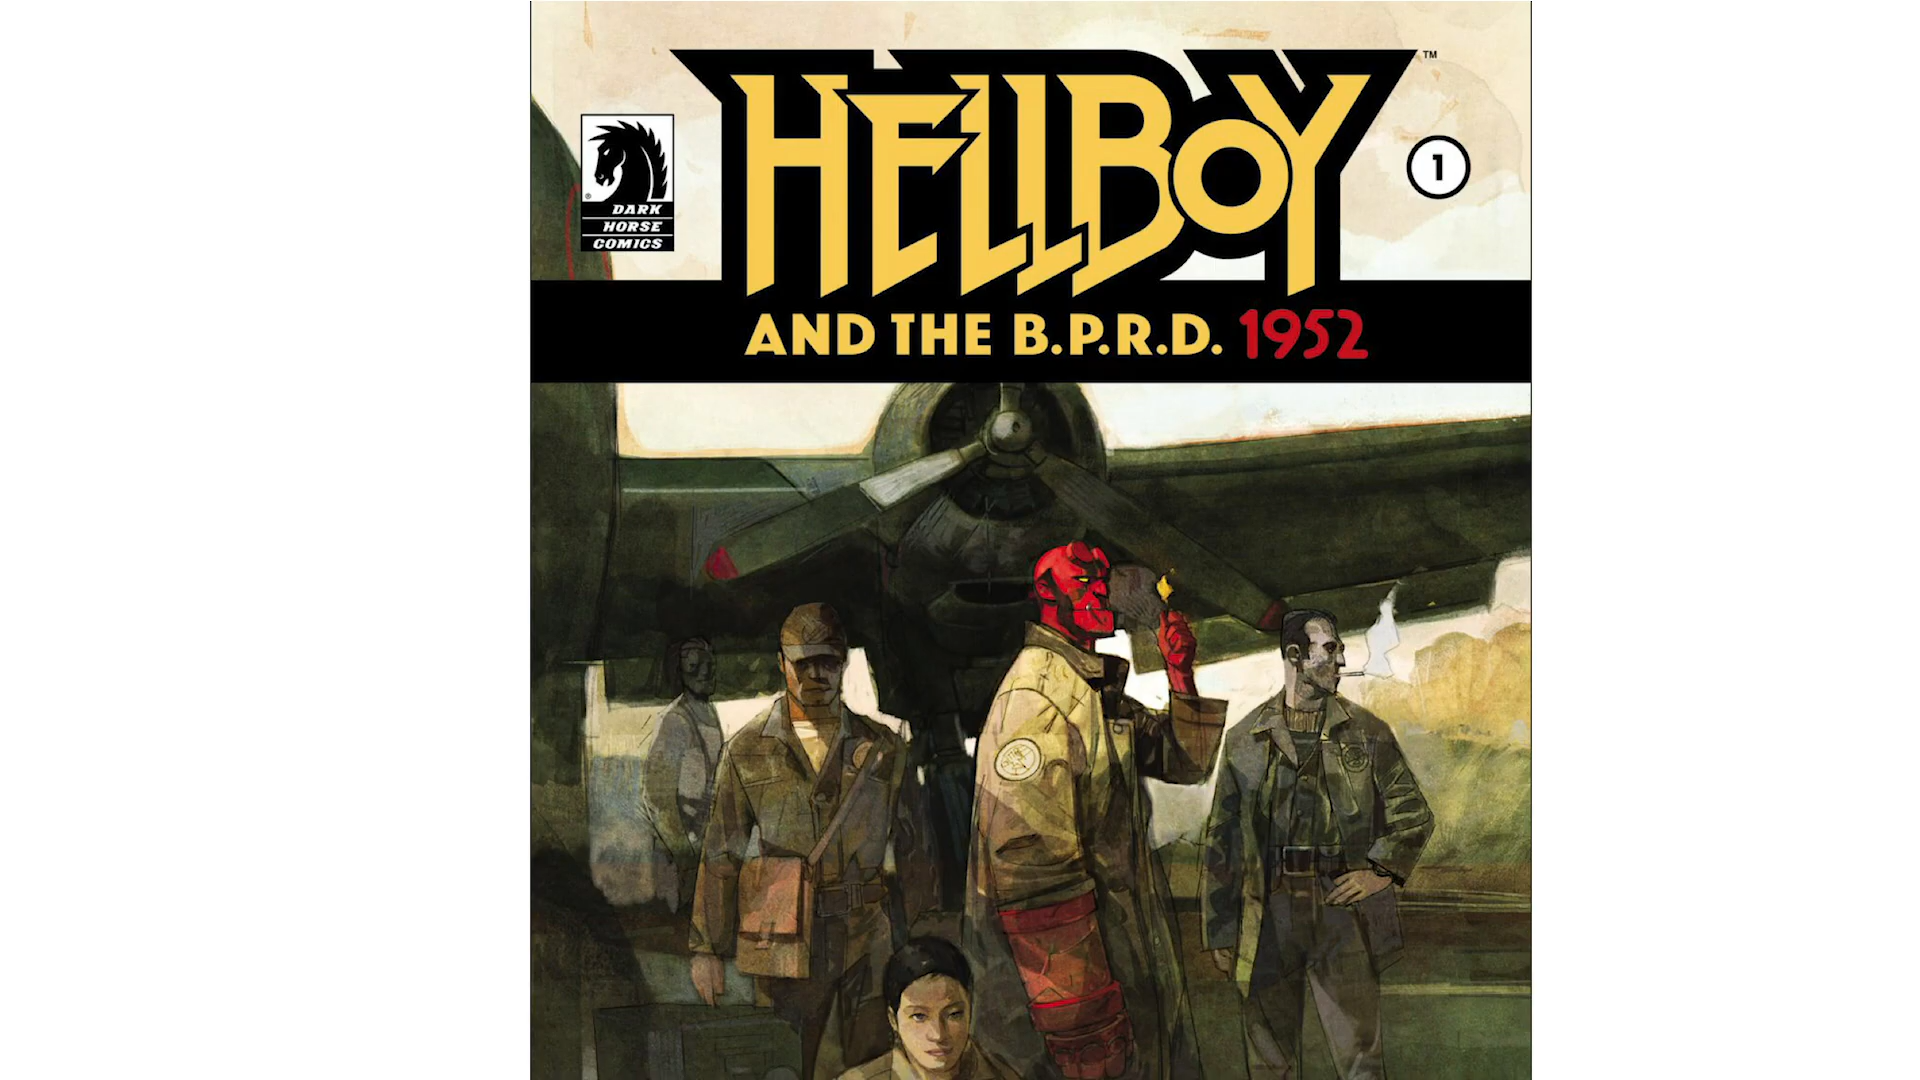 HELLBOY
™
1
DARK
HORSE
COMICS
®
AND THE B.P.R.D. 1952